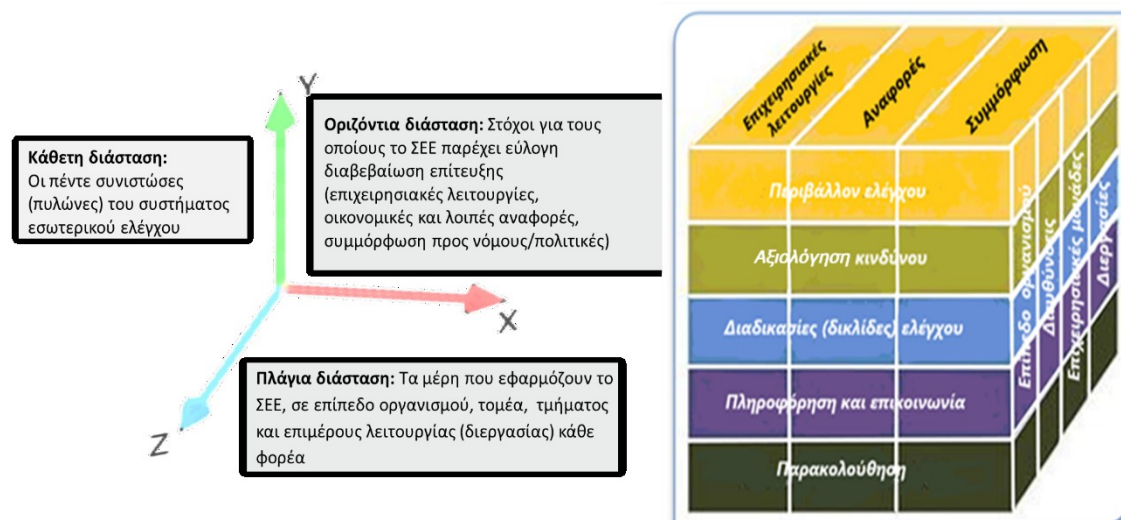 Y
X
Z
Κάθετη διάσταση:
Οι πέντε συνιστώσες
(πυλώνες) του συστήματος
εσωτερικού ελέγχου
Οριζόντια διάσταση: Στόχοι για τους
οποίους το ΣΕΕ παρέχει εύλογη
διαβεβαίωση επίτευξης
(επιχειρησιακές λειτουργίες,
οικονομικές και λοιπές αναφορές,
συμμόρφωση προς νόμους/πολιτικές)
Πλάγια διάσταση: Τα μέρη που εφαρμόζουν το
ΣΕΕ, σε επίπεδο οργανισμού, τομέα, τμήματος
και επιμέρους λειτουργίας (διεργασίας) κάθε
φορέα
Επιχειρησιακές
λειτουργίες
Αναφορές
Συμμόρφωση
Περιβάλλον ελέγχου
Αξιολόγηση κινδύνου
Διαδικασίες (δικλίδες) ελέγχου
Πληροφόρηση και επικοινωνία
Παρακολούθηση
Επίπεδο οργανισμού
Διευθύνσεις
Επιχειρησιακές μονάδες
Διεργασίες